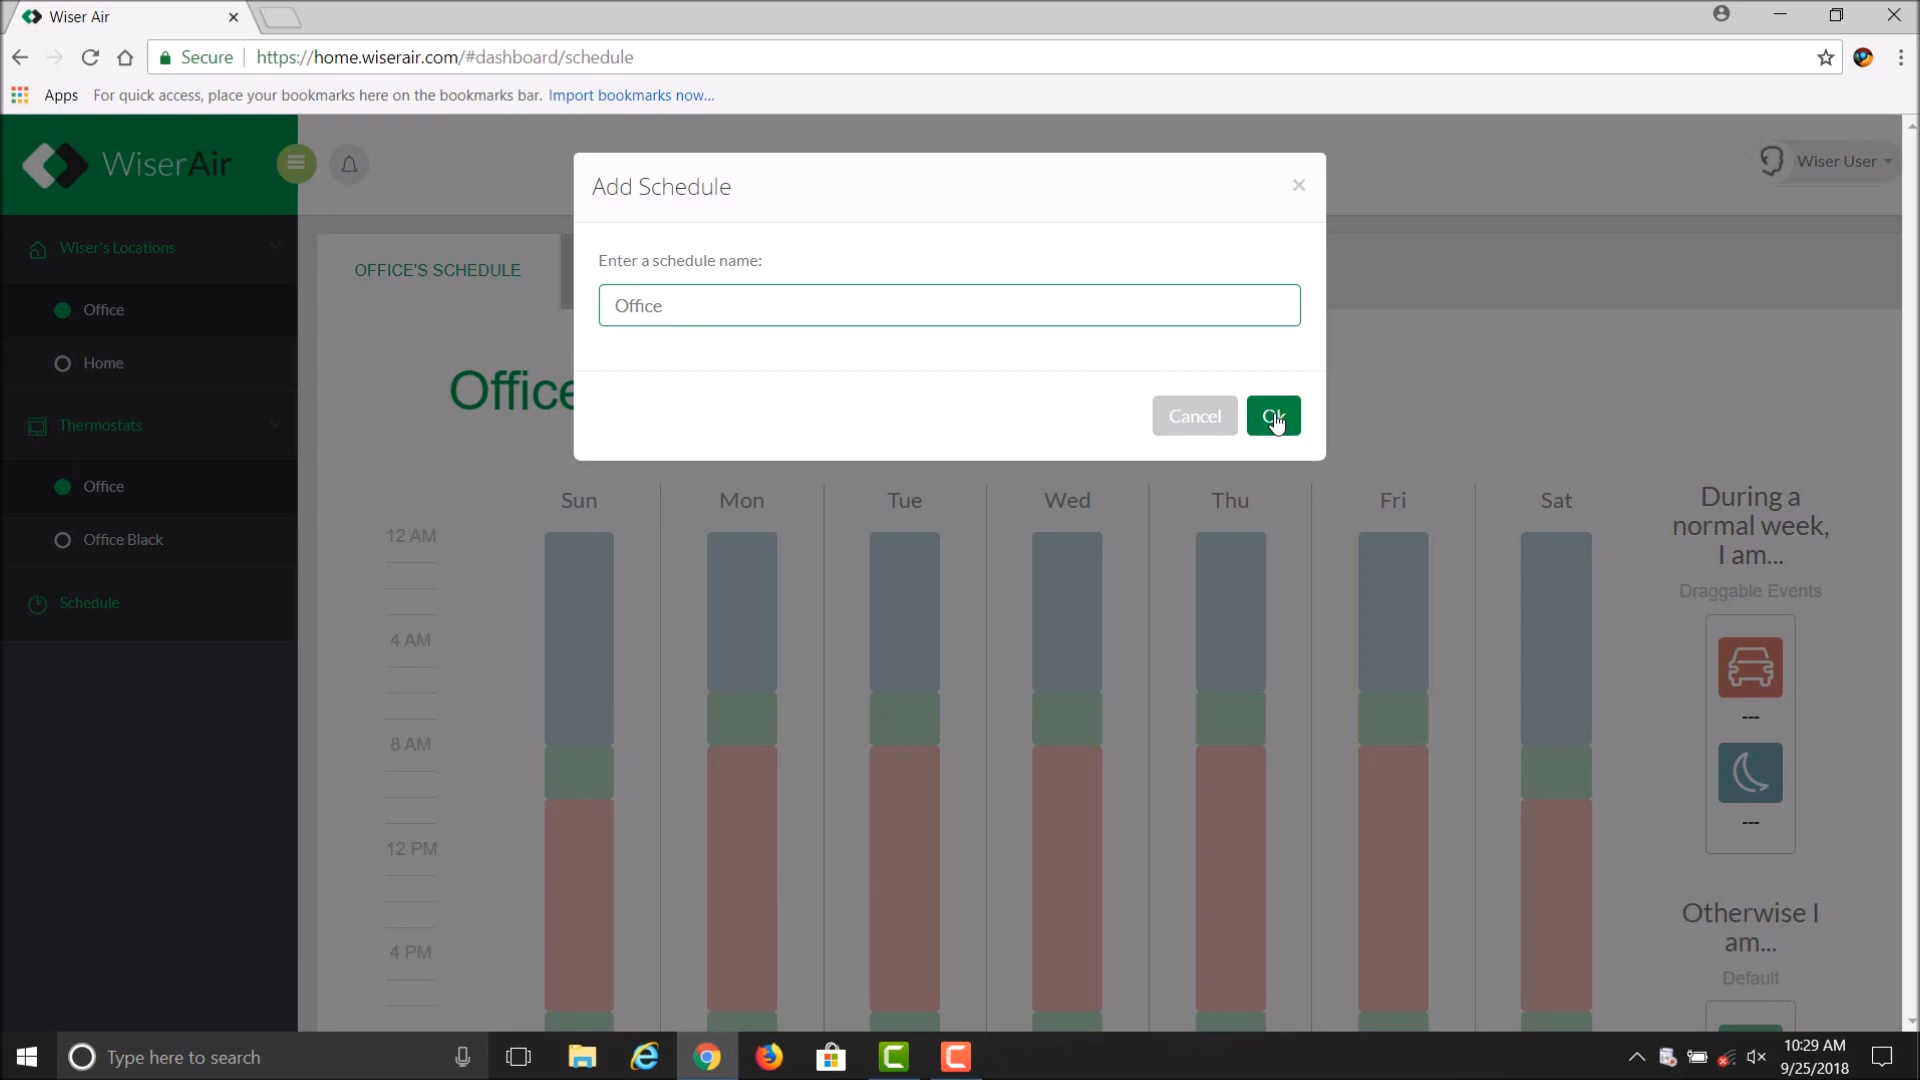 Wiser Air
Secure
https://home.wiserair.com/#dashboard/schedule
Apps For quick access, place your bookmarks here on the bookmarks bar. Import bookmarks now...
WiserAir
Wiser User
Wiser's Locations
Office
Home
Thermostats
Office
Office Black
Schedule
OFFICE'S SCHEDULE
Office
Add Schedule
×
Enter a schedule name:
Office
Cancel
Ok
Sun Mon Tue Wed Thu Fri Sat
12 AM
4 AM
8 AM
12 PM
4 PM
During a
normal week,
I am...
Draggable Events
---
---
Otherwise I
am...
Default
Type here to search
10:29 AM
9/25/2018